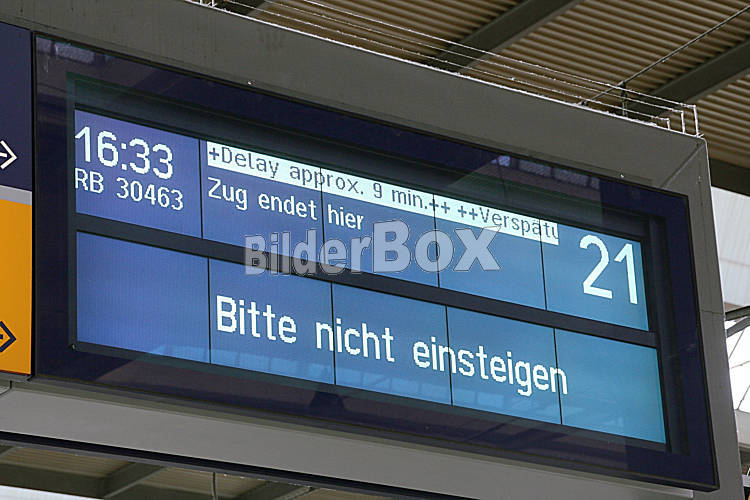 16:33
RB 30463
+Delay approx. 9 min.++ ++Verspätu
Zug endet hier
21
Bitte nicht einsteigen
BilderBOX